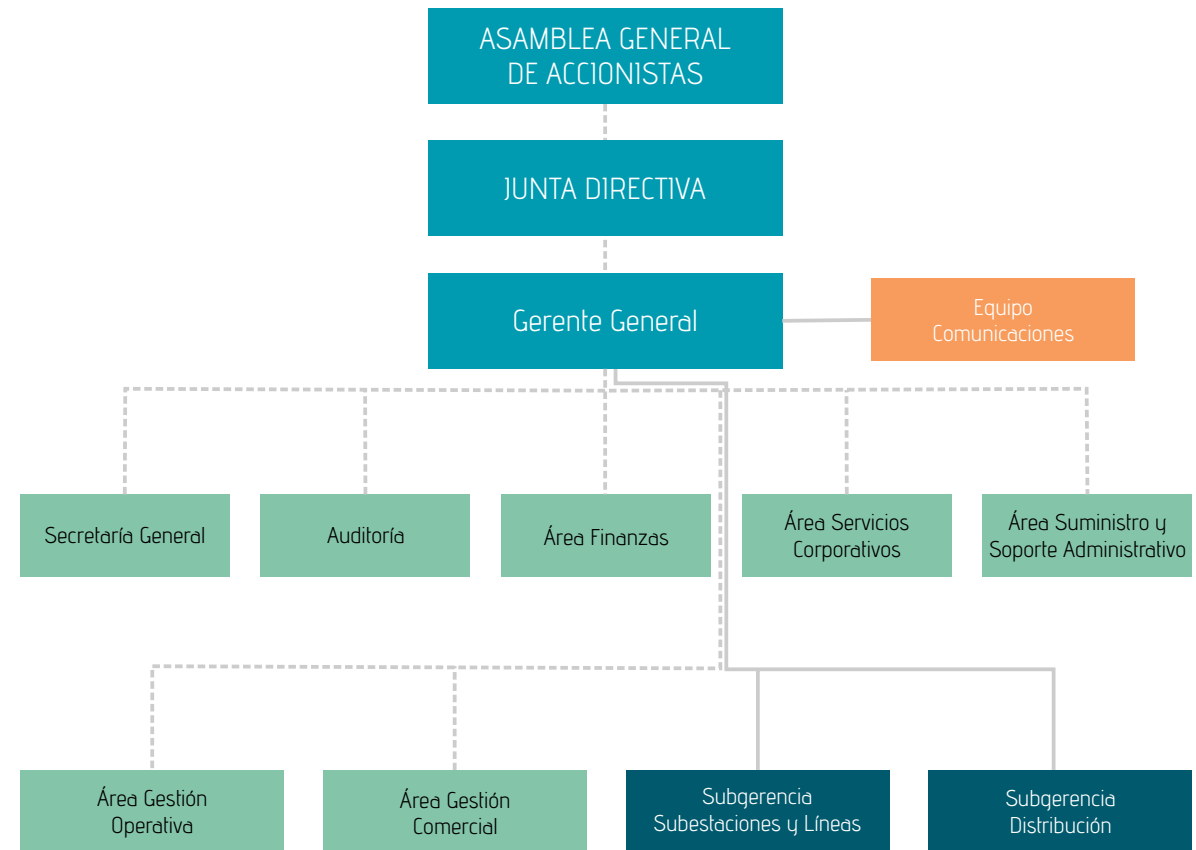 ASAMBLEA GENERAL
DE ACCIONISTAS
JUNTA DIRECTIVA
Gerente General
Equipo
Comunicaciones
Secretaría General
Auditoría
Área Finanzas
Área Servicios
Corporativos
Área Suministro y
Soporte Administrativo
Área Gestión
Operativa
Área Gestión
Comercial
Subgerencia
Subestaciones y Líneas
Subgerencia
Distribución